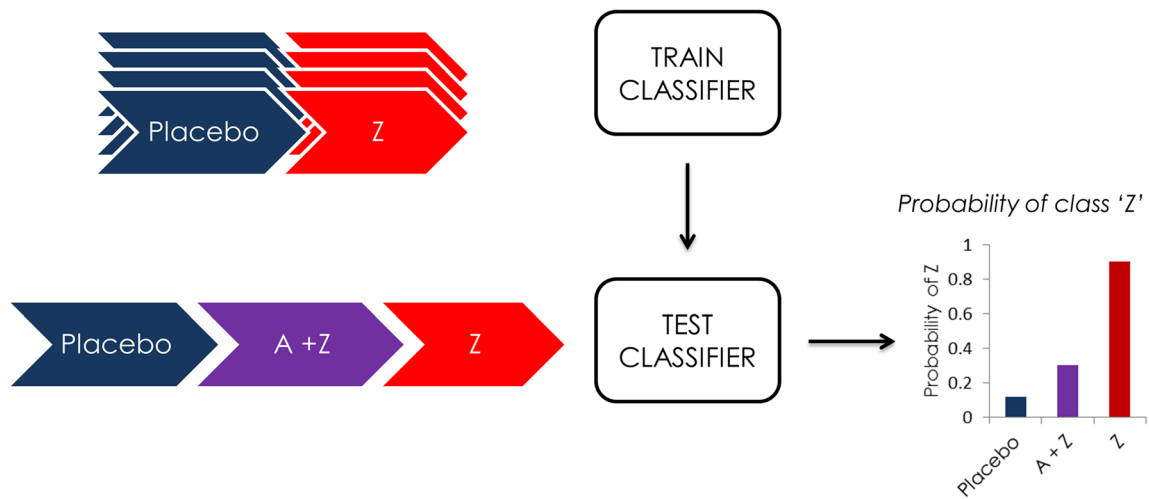 Placebo
Z
TRAIN
CLASSIFIER
Placebo
A +Z
Z
TEST
CLASSIFIER
Probability of class ‘Z’
Probability of Z
1
0.8
0.6
0.4
0.2
0
Placebo
A + Z
Z